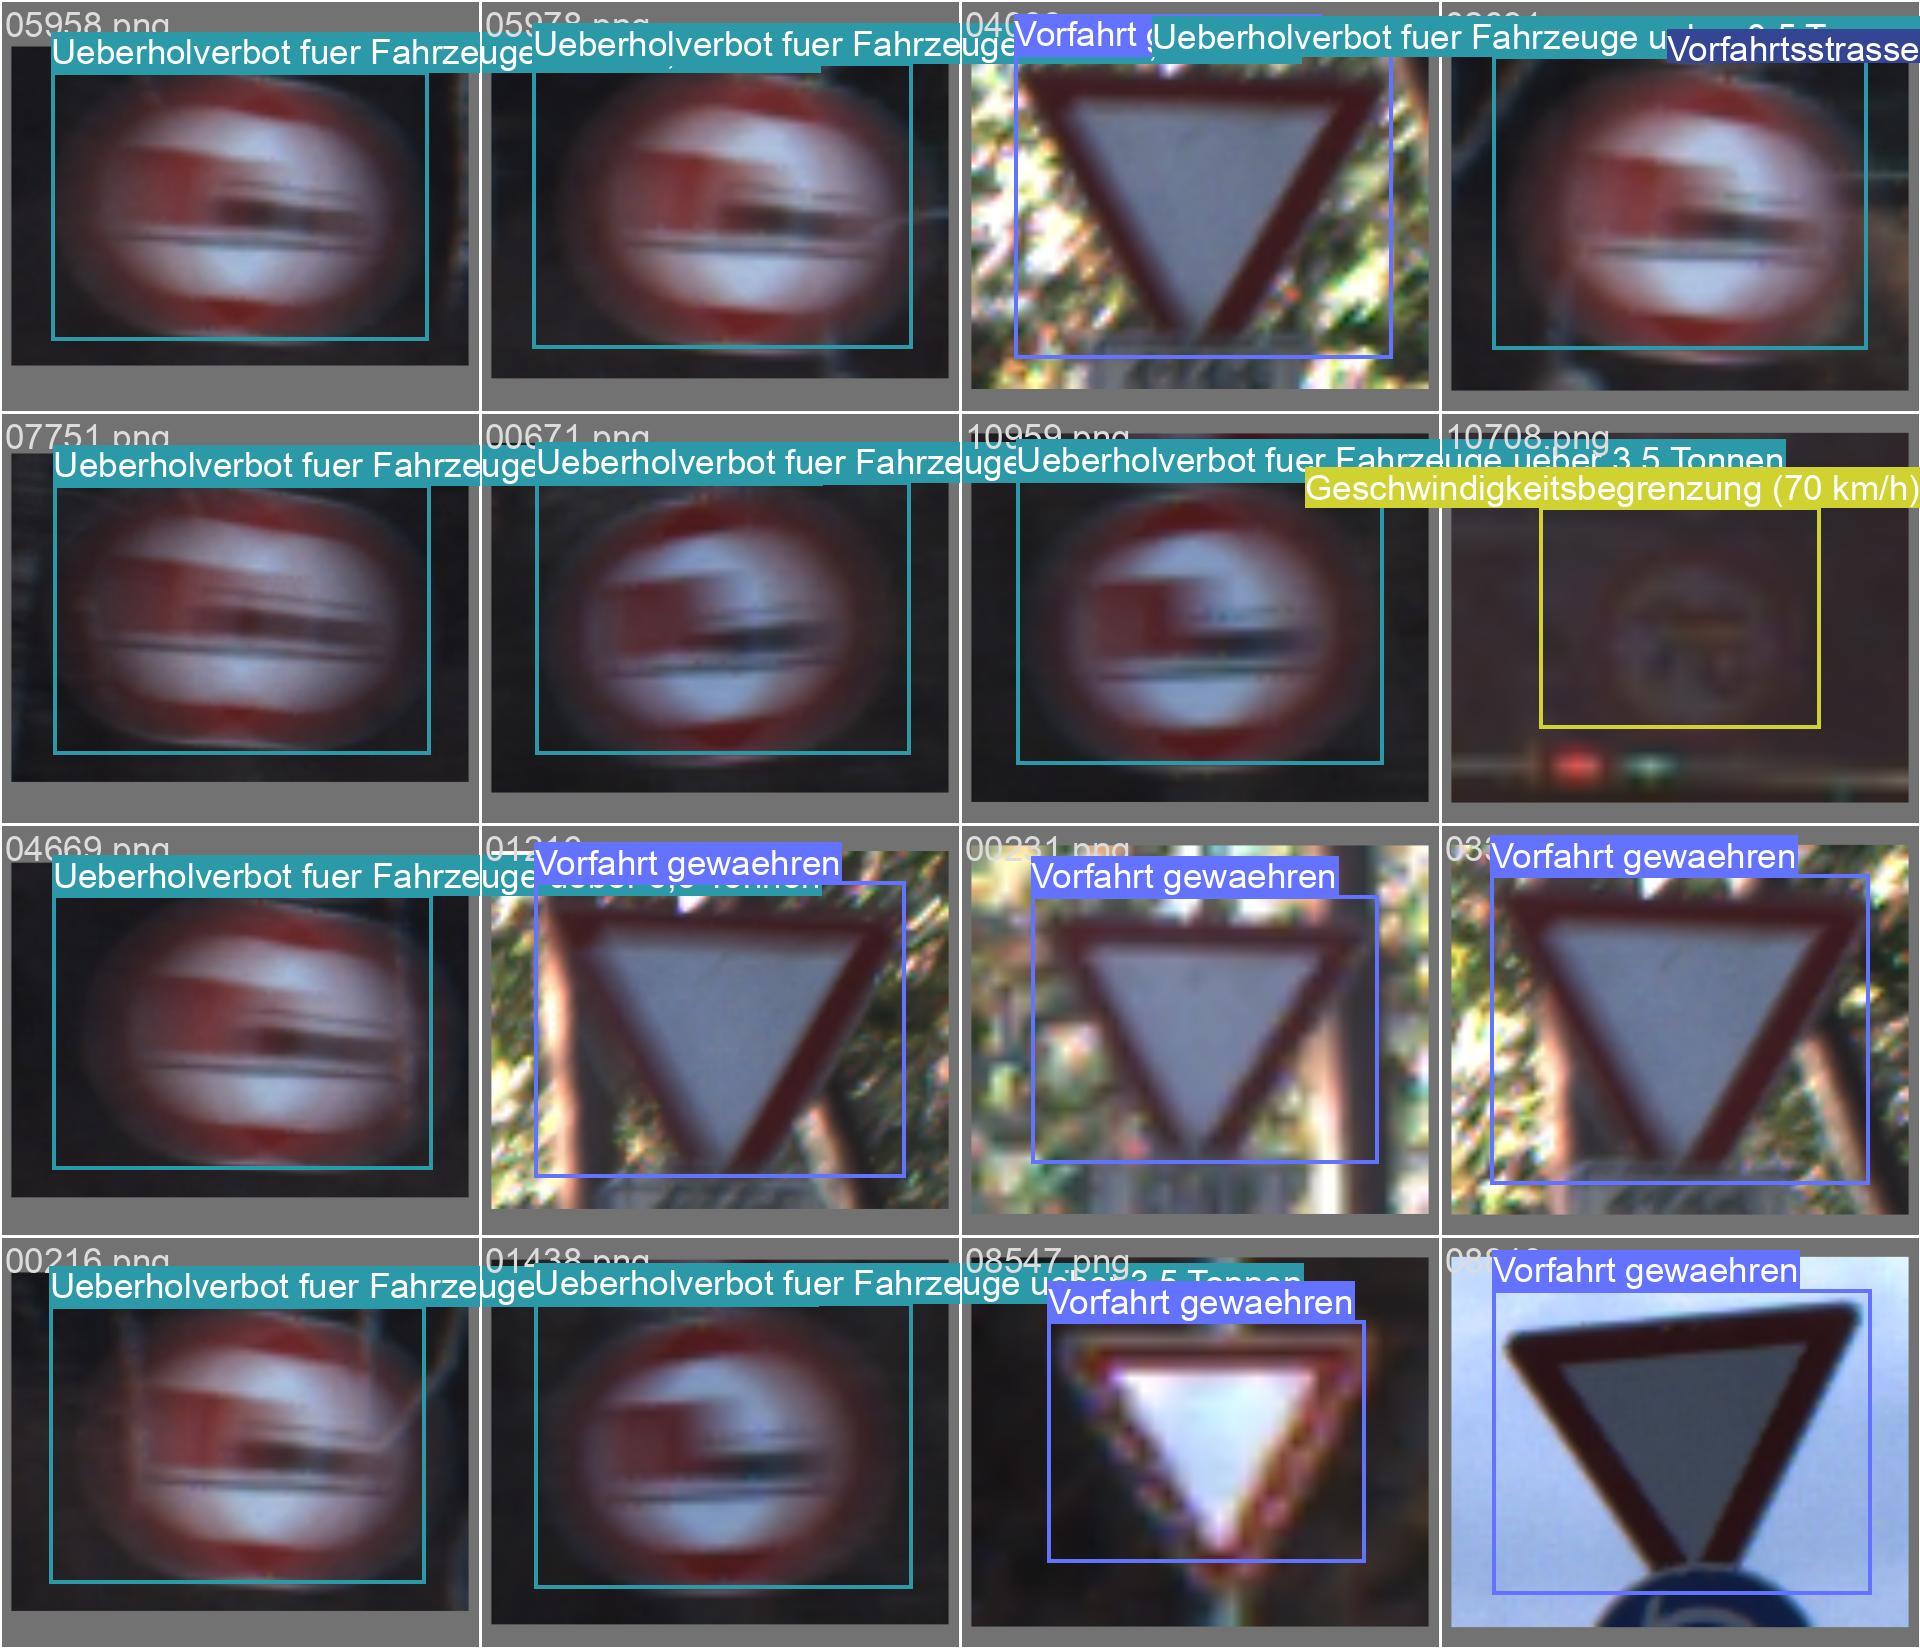 05958.png
Ueberholverbot fuer Fahrzeuge
05978.png
Ueberholverbot fuer Fahrzeuge
Vorfahrt
Ueberholverbot fuer Fahrzeuge
Vorfahrtsstrasse
07751.png
Ueberholverbot fuer Fahrzeuge
00671.png
Ueberholverbot fuer Fahrzeuge
10959.png
Ueberholverbot fuer Fahrzeuge ueber 3,5 Tonnen
10708.png
Geschwindigkeitsbegrenzung (70 km/h)
04669.png
Ueberholverbot fuer Fahrzeuge
Vorfahrt gewaehren
00231.png
Vorfahrt gewaehren
Vorfahrt gewaehren
00216.png
Ueberholverbot fuer Fahrzeuge
01438.png
Ueberholverbot fuer Fahrzeuge ueber 3,5 Tonnen
08547.png
Vorfahrt gewaehren
Vorfahrt gewaehren